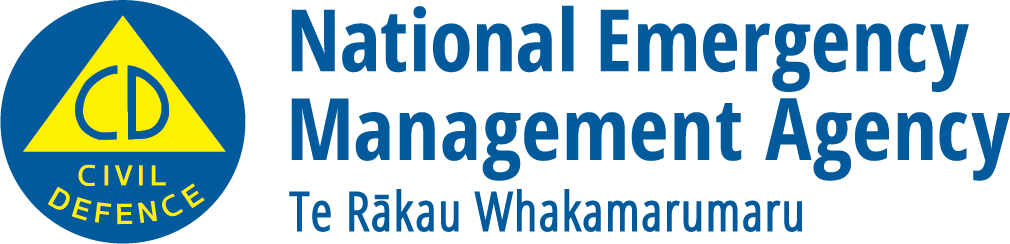 CD
CIVIL
DEFENCE
National Emergency
Management Agency
Te Rākau Whakamarumaru